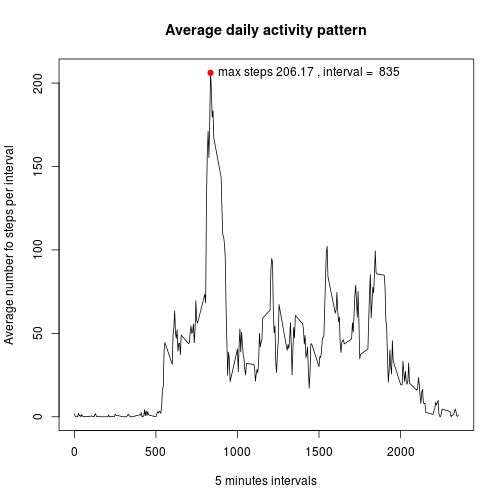 Average daily activity pattern
max steps 206.17 , interval =  835
Average number fo steps per interval
200
150
100
50
0
0 500 1000 1500 2000
5 minutes intervals